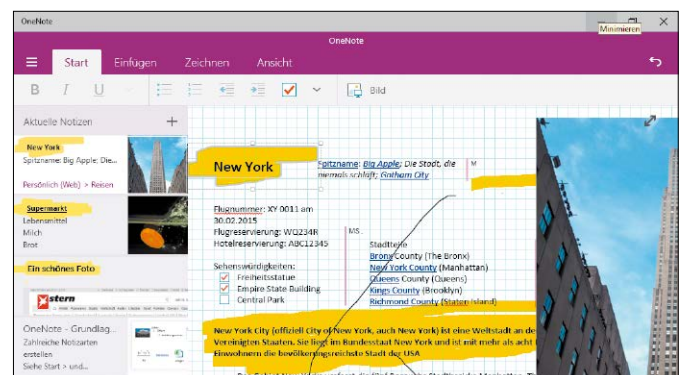 OneNote
Minimieren
OneNote
Start Einfügen Zeichnen Ansicht
B I U Bild
Aktuelle Notizen
New York
Spitzname: Big Apple; Die...
Persönlich (Web) > Reisen
Supermarkt
Lebensmittel
Milch
Brot
Ein schönes Foto
stern
OneNote - Grundlag...
Zahlreiche Notizarten
erstellen
Siehe Start > und...
New York
Spitzname: Big Apple; Die Stadt, die
niemals schläft; Gotham City
M
Flugnummer: XY 0011 am
30.02.2015
Flugreservierung: WQ234R
Hotelreservierung: ABC12345
MS
Stadtteile
Bronx County (The Bronx)
New York County (Manhattan)
Queens County (Queens)
Kings County (Brooklyn)
Richmond County (Staten Island)
Sehenswürdigkeiten:
Freiheitsstatue
Empire State Building
Central Park
New York City (offiziell City of New York, auch New York) ist eine Weltstadt an de
Vereinigten Staaten. Sie liegt im Bundesstaat New York und ist mit mehr als acht
Einwohnern die bevölkerungsreichste Stadt der USA